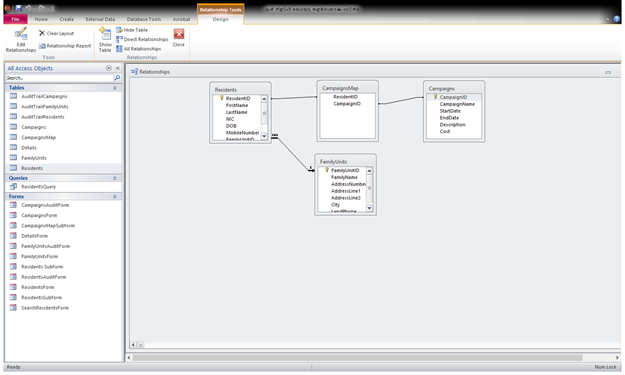 Relationship Tools
File Home Create External Data Database Tools Acrobat Design
Edit Relationships
Clear Layout
Relationship Report
Tools
Show Table
Hide Table
Direct Relationships
All Relationships
Relationships
Close
All Access Objects
Search...
Tables
AuditTrailCampaigns
AuditTrailFamilyUnits
AuditTrailResidents
Campaigns
CampaignsMap
Details
FamilyUnits
Residents
Queries
ResidentsQuery
Forms
CampaignsAuditForm
CampaignsForm
CampaignsMapSubForm
DetailsForm
FamilyUnitsAuditForm
FamilyUnitsForm
Residents SubForm
ResidentsAuditForm
ResidentsForm
ResidentsSubForm
SearchResidentsForm
Relationships
Residents
ResidentID
FirstName
LastName
NIC
DOB
MobileNumber
FamilyUnitID
CampaignsMap
ResidentID
CampaignID
Campaigns
CampaignID
CampaignName
StartDate
EndDate
Description
Cost
FamilyUnits
FamilyUnitID
FamilyName
AddressNumber
AddressLine1
AddressLine2
City
LandPhone
1
Ready
Num Lock